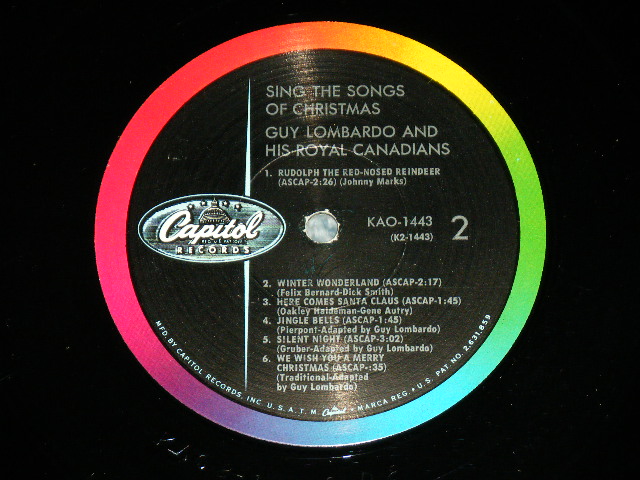 SING THE SONGS
OF CHRISTMAS
GUY LOMBARDO AND
HIS ROYAL CANADIANS
1. RUDOLPH THE RED-NOSED REINDEER
(ASCAP-2:26) (Johnny Marks)
Capitol
RECORDS
KAO-1443
(K2-1443)
2
2. WINTER WONDERLAND (ASCAP-2:17)
(Felix Bernard-Dick Smith)
3. HERE COMES SANTA CLAUS (ASCAP-1:45)
(Oakley Haldeman-Gene Autry)
4. JINGLE BELLS (ASCAP-1:45)
(Pierpont-Adapted by Guy Lombardo)
5. SILENT NIGHT (ASCAP-3:02)
(Gruber-Adapted by Guy Lombardo)
6. WE WISH YOU A MERRY
CHRISTMAS (ASCAP-:35)
(Traditional-Adapted
by Guy Lombardo)
MFD. BY CAPITOL RECORDS, INC. U.S.A. T.M. Capitol • MARCA REG. • U.S. PAT. NO. 2,631,859